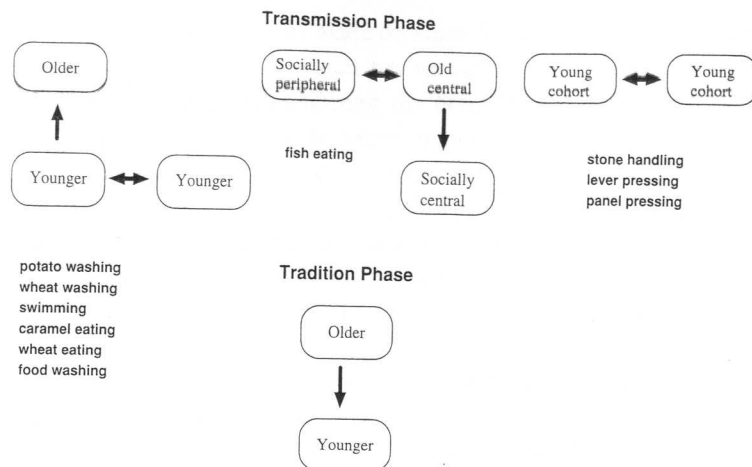 Transmission Phase
Older
Younger
Younger
potato washing
wheat washing
swimming
caramel eating
wheat eating
food washing
Socially
peripheral
Old
central
fish eating
Socially
central
Young
cohort
Young
cohort
stone handling
lever pressing
panel pressing
Tradition Phase
Older
Younger